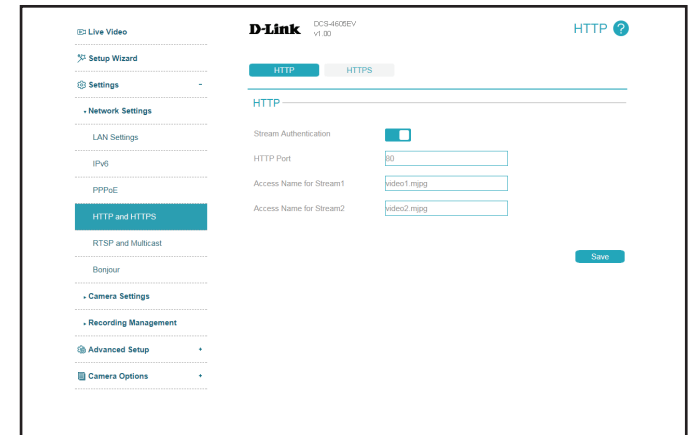 Live Video
D-Link DCS-4605EV
v1.00
HTTP ?
Setup Wizard
HTTP HTTPS
Settings -
HTTP
Network Settings
Stream Authentication
LAN Settings
HTTP Port 80
IPv6
Access Name for Stream1 video1.mjpg
PPPoE
Access Name for Stream2 video2.mjpg
HTTP and HTTPS
RTSP and Multicast
Save
Bonjour
Camera Settings
Recording Management
Advanced Setup +
Camera Options +